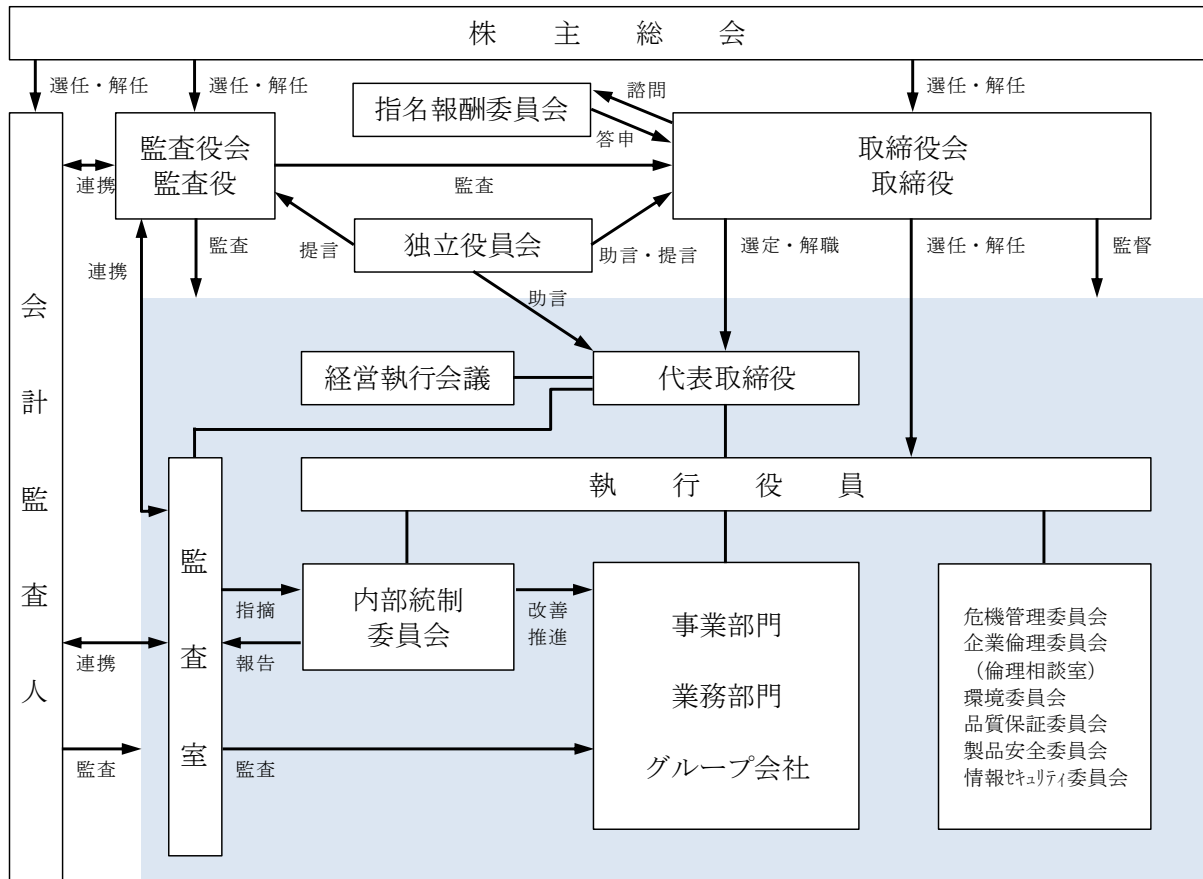 株主総会
選任・解任
選任・解任
選任・解任
指名報酬委員会
諮問
答申
監査役会
監査役
取締役会
取締役
連携
監査
監査
提言
独立役員会
助言・提言
選定・解職
選任・解任
監督
連携
助言
会計監査人
経営執行会議
代表取締役
執行役員
監査室
指摘
報告
内部統制
委員会
改善
推進
事業部門
業務部門
グループ会社
危機管理委員会
企業倫理委員会
（倫理相談室）
環境委員会
品質保証委員会
製品安全委員会
情報ｾｷｭﾘﾃｨ委員会
連携
監査
監査